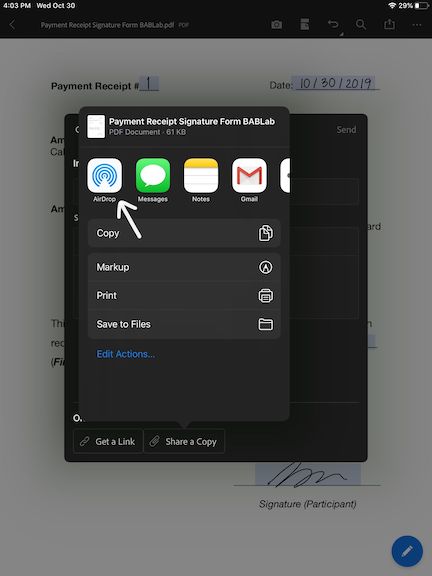 4:03 PM Wed Oct 30
29%
Payment Receipt Signature Form BABLab.pdf PDF
Payment Receipt # 1
Date: 10/30/2019
Send
Payment Receipt Signature Form BABLab
PDF Document · 61 KB
Am
Cal
In
AirDrop
Messages
Notes
Gmail
Am
S
ard
Copy
Markup
Print
Save to Files
Thi
n
rec
(Fi
Edit Actions...
Get a Link
Share a Copy
Signature (Participant)